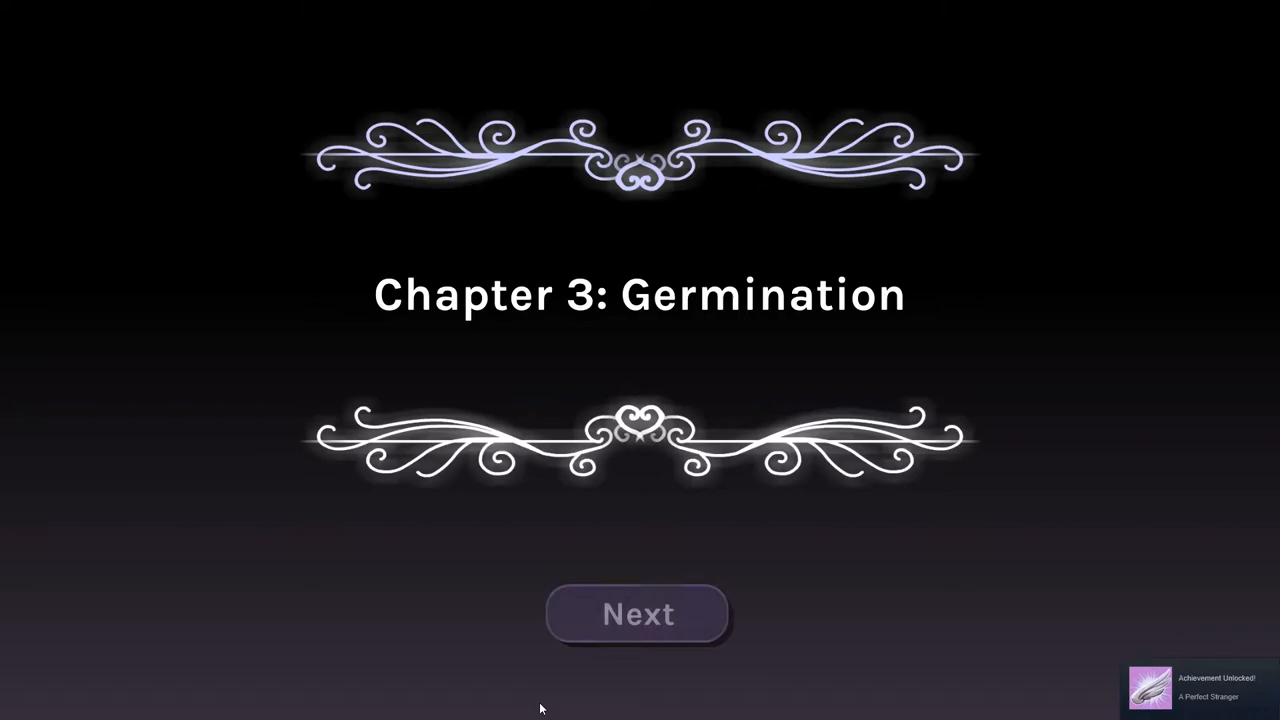 Chapter 3: Germination
Next
Achievement Unlocked!
A Perfect Stranger